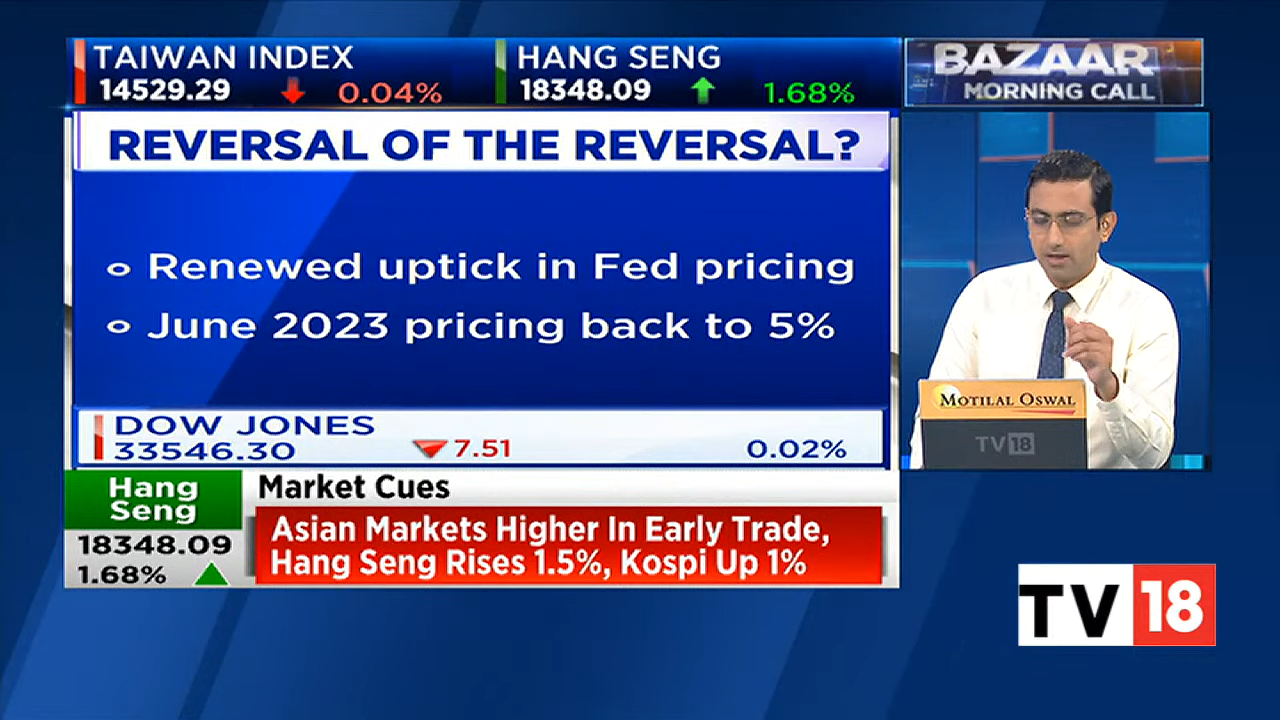 TAIWAN INDEX
14529.29 0.04%
HANG SENG
18348.09 1.68%
BAZAAR
MORNING CALL
REVERSAL OF THE REVERSAL?
Renewed uptick in Fed pricing
June 2023 pricing back to 5%
DOW JONES
33546.30 7.51 0.02%
MOTILAL OSWAL
TV18
Hang
Seng
18348.09
1.68%
Market Cues
Asian Markets Higher In Early Trade,
Hang Seng Rises 1.5%, Kospi Up 1%
TV18